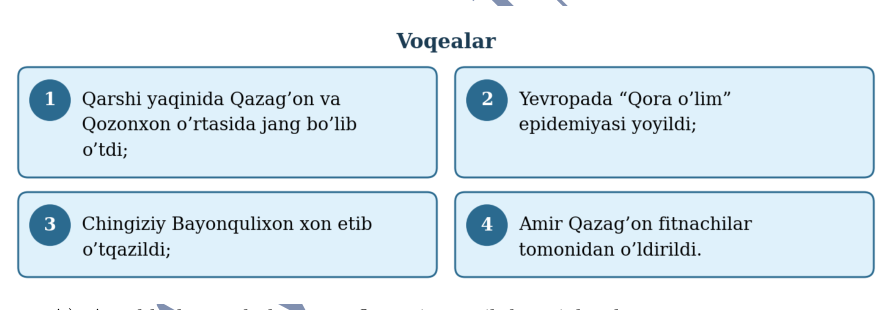 Voqealar
1
Qarshi yaqinida Qazag’on va
Qozonxon o’rtasida jang bo’lib
o’tdi;
2
Yevropada “Qora o’lim”
epidemiyasi yoyildi;
3
Chingiziy Bayonqulixon xon etib
o’tqazildi;
4
Amir Qazag’on fitnachilar
tomonidan o’ldirildi.